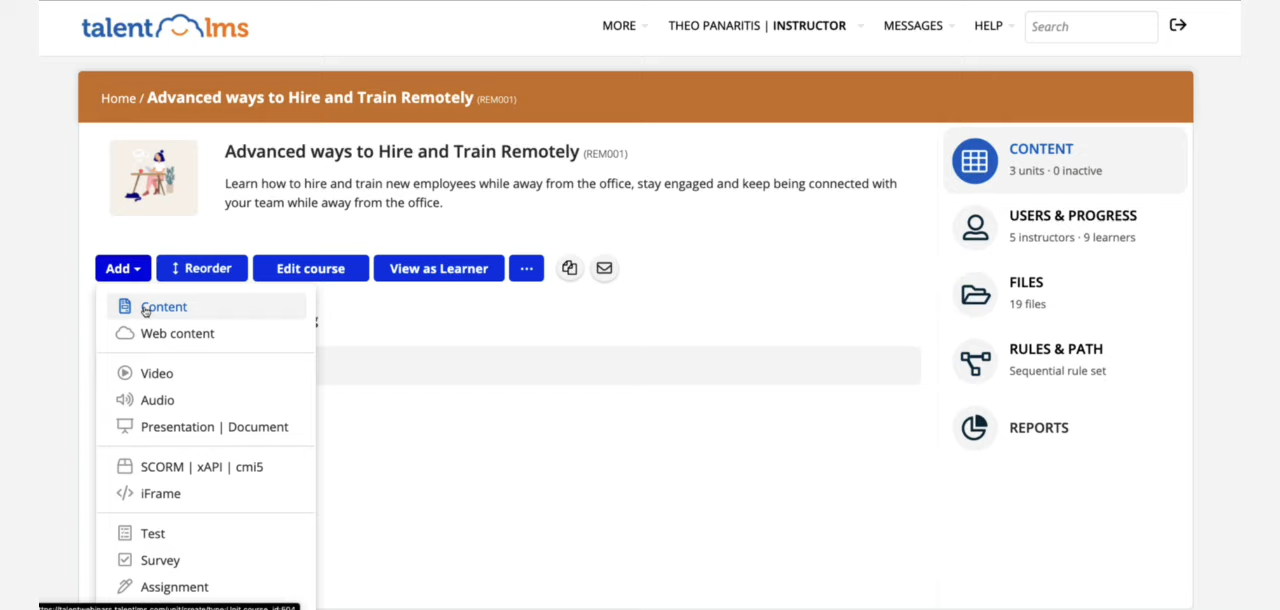 talentlms
MORE
THEO PANARITIS | INSTRUCTOR
MESSAGES
HELP
Search
Home / Advanced ways to Hire and Train Remotely (REM001)
Advanced ways to Hire and Train Remotely (REM001)
Learn how to hire and train new employees while away from the office, stay engaged and keep being connected with
your team while away from the office.
Add
Reorder
Edit course
View as Learner
...
Content
Web content
Video
Audio
Presentation | Document
SCORM | xAPI | cmi5
iFrame
Test
Survey
Assignment
CONTENT
3 units · 0 inactive
USERS & PROGRESS
5 instructors · 9 learners
FILES
19 files
RULES & PATH
Sequential rule set
REPORTS